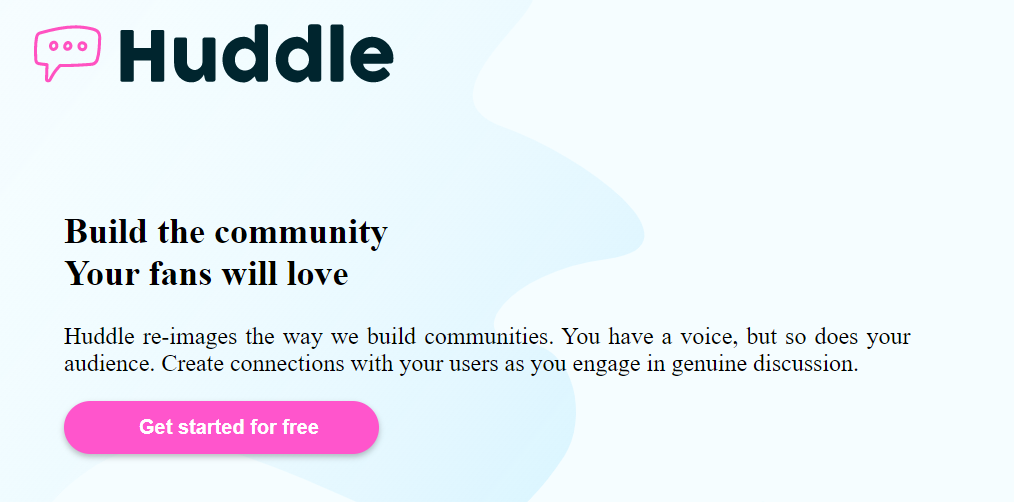 Huddle
Build the community
Your fans will love
Huddle re-images the way we build communities. You have a voice, but so does your
audience. Create connections with your users as you engage in genuine discussion.
Get started for free